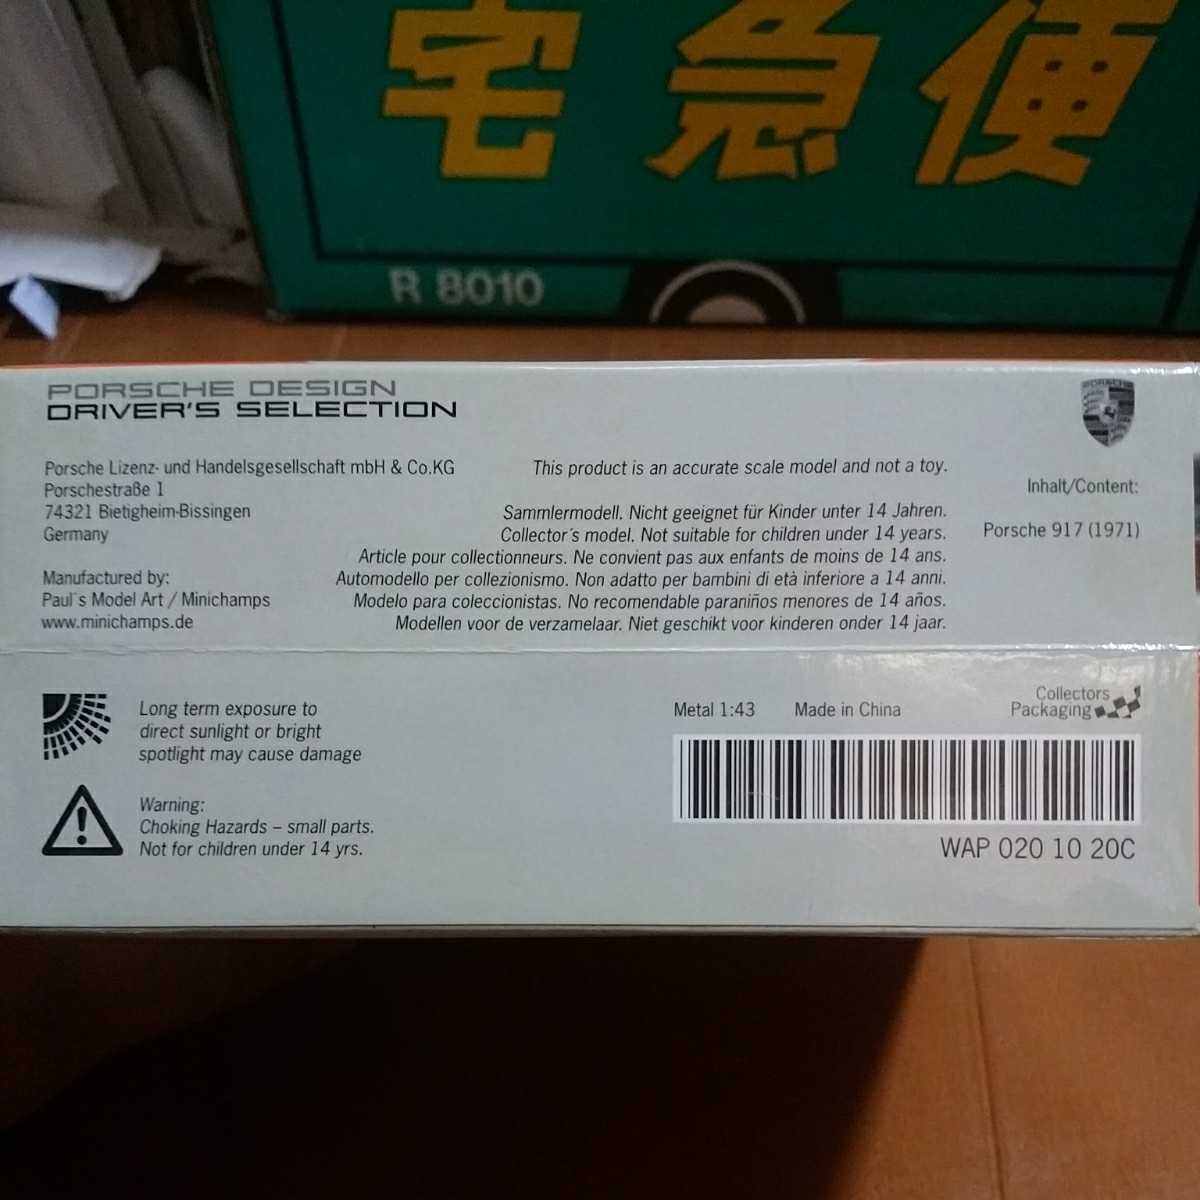 宅急便
R 8010
PORSCHE DESIGN
DRIVER'S SELECTION
PORSCHE
Porsche Lizenz- und Handelsgesellschaft mbH & Co.KG
Porschestraße 1
74321 Bietigheim-Bissingen
Germany
Manufactured by:
Paul´s Model Art / Minichamps
www.minichamps.de
This product is an accurate scale model and not a toy.
Sammlermodell. Nicht geeignet für Kinder unter 14 Jahren.
Collector´s model. Not suitable for children under 14 years.
Article pour collectionneurs. Ne convient pas aux enfants de moins de 14 ans.
Automodello per collezionismo. Non adatto per bambini di età inferiore a 14 anni.
Modelo para coleccionistas. No recomendable paraniños menores de 14 años.
Modellen voor de verzamelaar. Niet geschikt voor kinderen onder 14 jaar.
Inhalt/Content:
Porsche 917 (1971)
Long term exposure to
direct sunlight or bright
spotlight may cause damage
Warning:
Choking Hazards – small parts.
Not for children under 14 yrs.
Metal 1:43 Made in China
Collectors
Packaging
WAP 020 10 20C